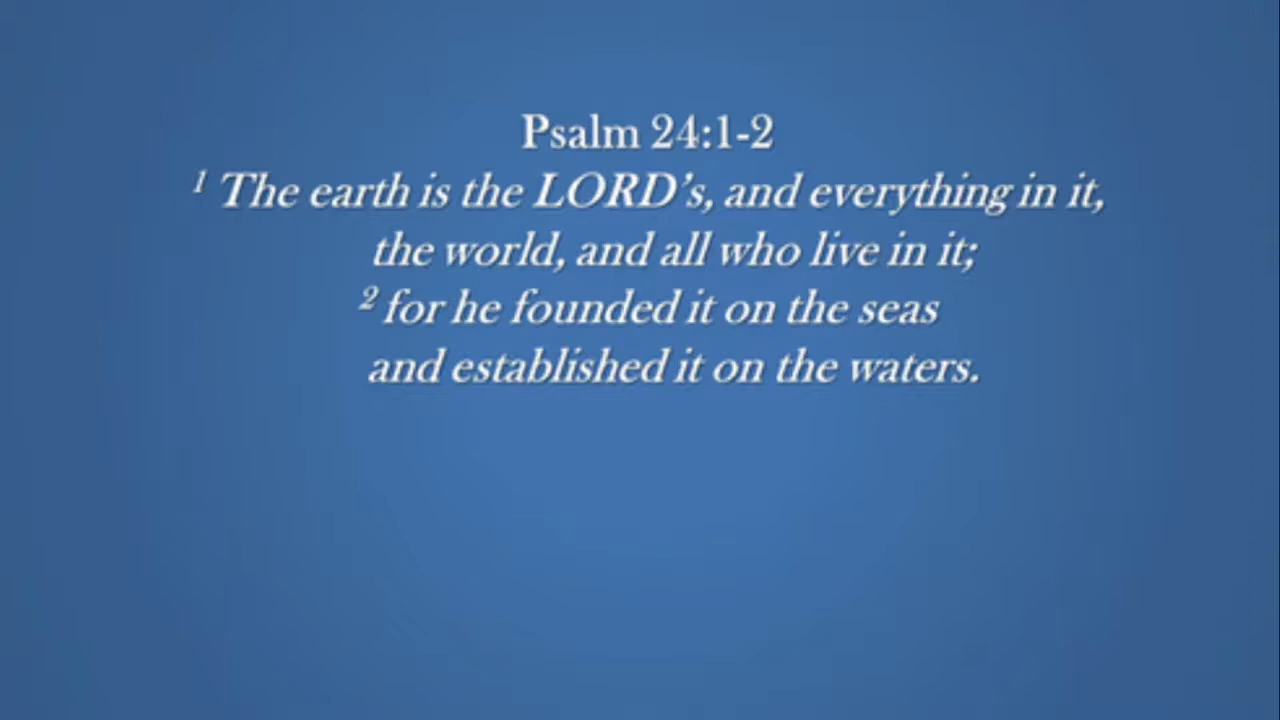 Psalm 24:1-2
1 The earth is the LORD’s, and everything in it,
the world, and all who live in it;
2 for he founded it on the seas
and established it on the waters.